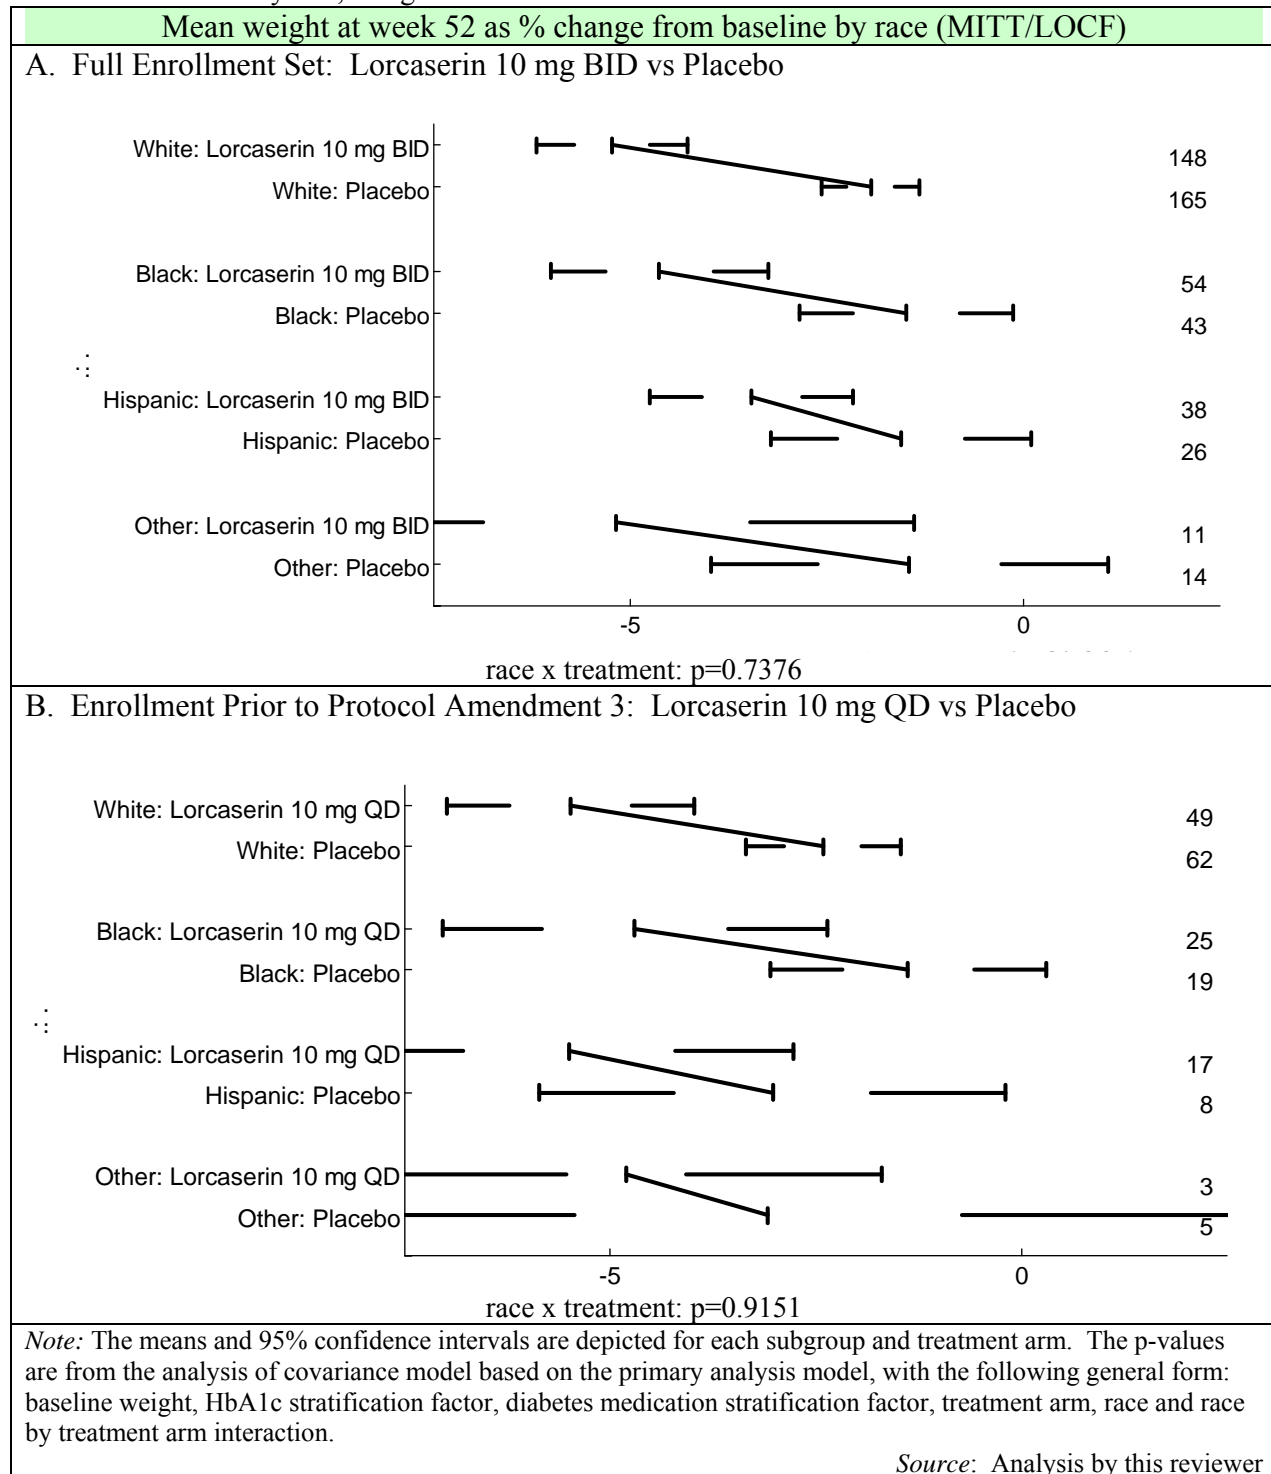 Mean weight at week 52 as % change from baseline by race (MITT/LOCF)
A. Full Enrollment Set: Lorcaserin 10 mg BID vs Placebo
White: Lorcaserin 10 mg BID 148
White: Placebo 165
Black: Lorcaserin 10 mg BID 54
Black: Placebo 43
Hispanic: Lorcaserin 10 mg BID 38
Hispanic: Placebo 26
Other: Lorcaserin 10 mg BID 11
Other: Placebo 14
-5 0
race x treatment: p=0.7376
B. Enrollment Prior to Protocol Amendment 3: Lorcaserin 10 mg QD vs Placebo
White: Lorcaserin 10 mg QD 49
White: Placebo 62
Black: Lorcaserin 10 mg QD 25
Black: Placebo 19
Hispanic: Lorcaserin 10 mg QD 17
Hispanic: Placebo 8
Other: Lorcaserin 10 mg QD 3
Other: Placebo 5
-5 0
race x treatment: p=0.9151
Note: The means and 95% confidence intervals are depicted for each subgroup and treatment arm. The p-values
are from the analysis of covariance model based on the primary analysis model, with the following general form:
baseline weight, HbA1c stratification factor, diabetes medication stratification factor, treatment arm, race and race
by treatment arm interaction.
Source: Analysis by this reviewer